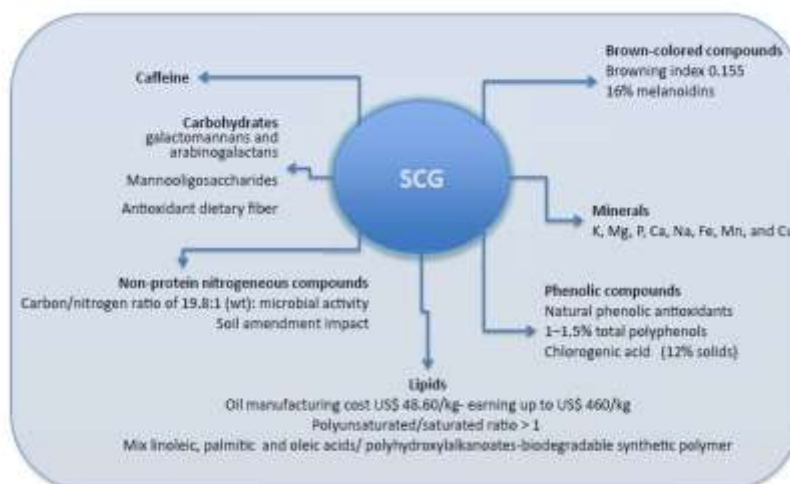 Caffeine
Carbohydrates
galactomannans and
arabinogalactans
Mannooligosaccharides
Antioxidant dietary fiber
Non-protein nitrogeneous compounds
Carbon/nitrogen ratio of 19.8:1 (wt): microbial activity
Soil amendment impact
SCG
Brown-colored compounds
Browning index 0.155
16% melanoidins
Minerals
K, Mg, P, Ca, Na, Fe, Mn, and Cu
Phenolic compounds
Natural phenolic antioxidants
1–1.5% total polyphenols
Chlorogenic acid (12% solids)
Lipids
Oil manufacturing cost US$ 48.60/kg- earning up to US$ 460/kg
Polyunsaturated/saturated ratio > 1
Mix linoleic, palmitic and oleic acids/ polyhydroxylalkanoates-biodegradable synthetic polymer